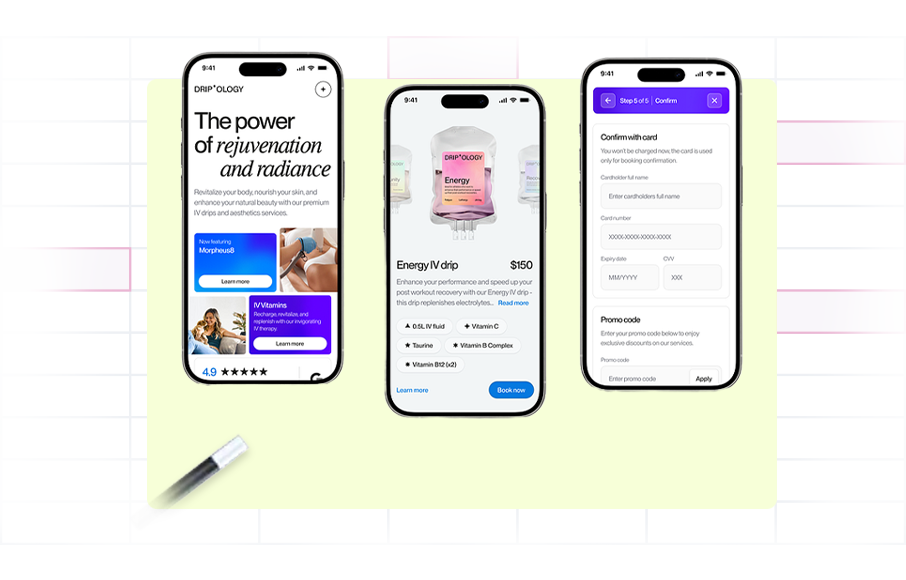 9:41
DRIP⁺OLOGY
The power
of rejuvenation
and radiance
Revitalize your body, nourish your skin, and
enhance your natural beauty with our premium
IV drips and aesthetics services.
Now featuring
Morpheus8
Learn more
IV Vitamins
Recharge, revitalize, and
replenish with our invigorating
IV therapy.
Learn more
4.9
9:41
DRIP⁺OLOGY
Energy
Energy IV drip
$150
Enhance your performance and speed up your
post workout recovery with our Energy IV drip -
this drip replenishes electrolytes... Read more
0.5L IV fluid
Vitamin C
Taurine
Vitamin B Complex
Vitamin B12 (x2)
Learn more
Book now
9:41
Step 5 of 5 | Confirm
Confirm with card
You won't be charged now, the card is used
only for booking confirmation.
Cardholder full name
Enter cardholders full name
Card number
XXXX-XXXX-XXXX-XXXX
Expiry date
CVV
MM/YYYY
XXX
Promo code
Enter your promo code below to enjoy
exclusive discounts on our services.
Promo code
Enter promo code
Apply